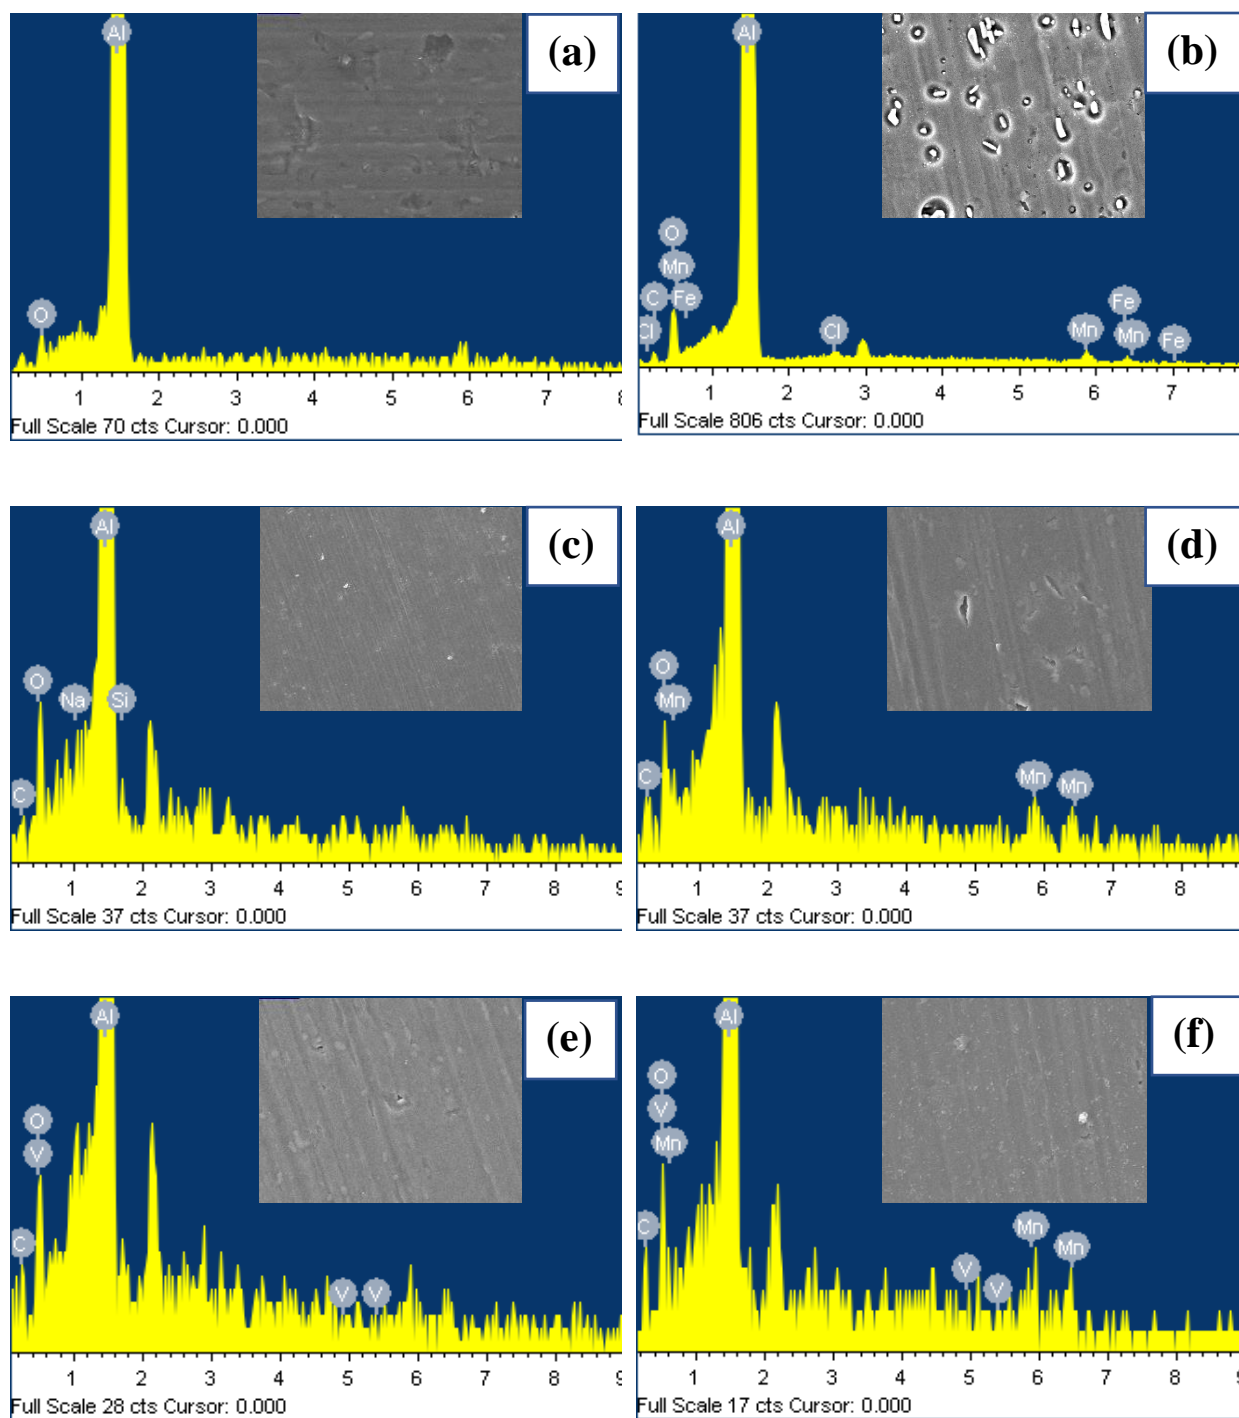 Al
(a)
O
1 2 3 4 5 6 7
Full Scale 70 cts Cursor: 0.000
Al
(b)
O
Mn
C Fe
Cl
Cl
Mn
Fe
Mn
Fe
1 2 3 4 5 6 7
Full Scale 806 cts Cursor: 0.000
Al
(c)
O
Na Si
C
1 2 3 4 5 6 7 8 9
Full Scale 37 cts Cursor: 0.000
Al
(d)
O
Mn
C
Mn
Mn
1 2 3 4 5 6 7 8
Full Scale 37 cts Cursor: 0.000
Al
(e)
O
V
C
V V
1 2 3 4 5 6 7 8
Full Scale 28 cts Cursor: 0.000
Al
(f)
O
V
Mn
C
V
V
Mn
Mn
1 2 3 4 5 6 7 8
Full Scale 17 cts Cursor: 0.000